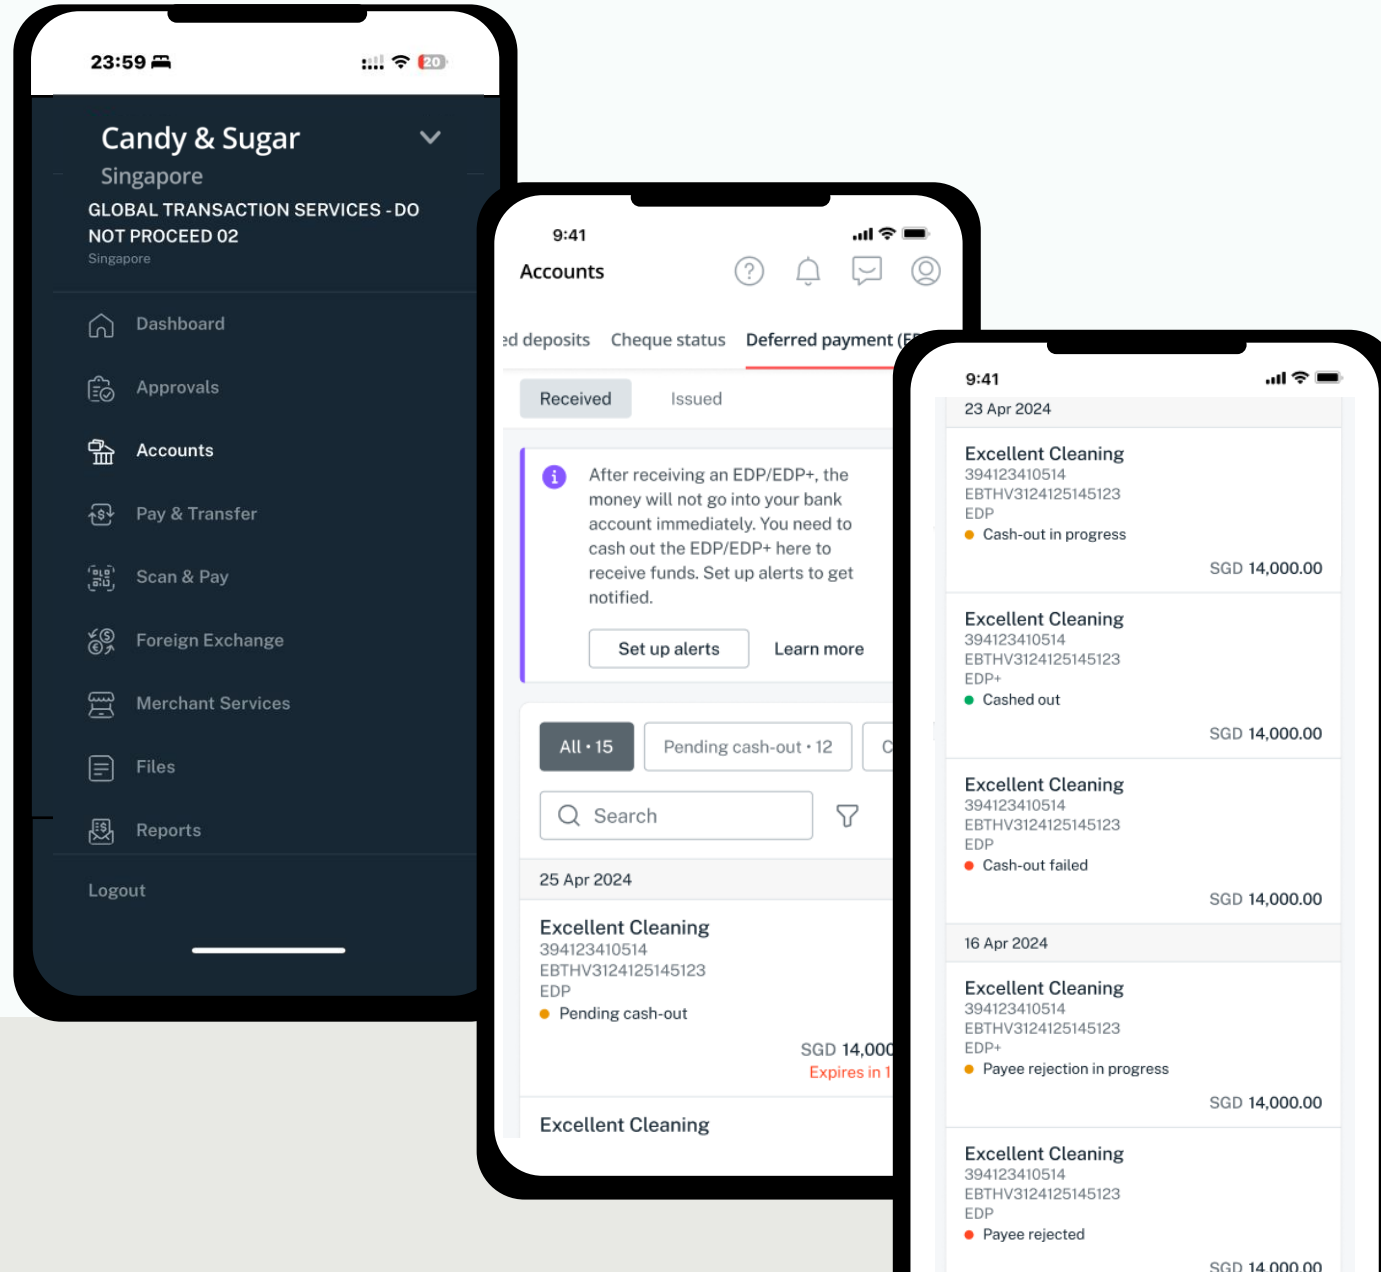 23:59
20
Candy & Sugar
Singapore
GLOBAL TRANSACTION SERVICES - DO
NOT PROCEED 02
Singapore
Dashboard
Approvals
Accounts
Pay & Transfer
Scan & Pay
Foreign Exchange
Merchant Services
Files
Reports
Logout
9:41
Accounts
ed deposits Cheque status Deferred payment (
Received Issued
After receiving an EDP/EDP+, the
money will not go into your bank
account immediately. You need to
cash out the EDP/EDP+ here to
receive funds. Set up alerts to get
notified.
Set up alerts Learn more
All • 15 Pending cash-out • 12 C
Search
25 Apr 2024
Excellent Cleaning
394123410514
EBTHV3124125145123
EDP
Pending cash-out
SGD 14,000
Expires in 1
Excellent Cleaning
9:41
23 Apr 2024
Excellent Cleaning
394123410514
EBTHV3124125145123
EDP
Cash-out in progress
SGD 14,000.00
Excellent Cleaning
394123410514
EBTHV3124125145123
EDP+
Cashed out
SGD 14,000.00
Excellent Cleaning
394123410514
EBTHV3124125145123
EDP
Cash-out failed
SGD 14,000.00
16 Apr 2024
Excellent Cleaning
394123410514
EBTHV3124125145123
EDP+
Payee rejection in progress
SGD 14,000.00
Excellent Cleaning
394123410514
EBTHV3124125145123
EDP
Payee rejected
SGD 14,000.00